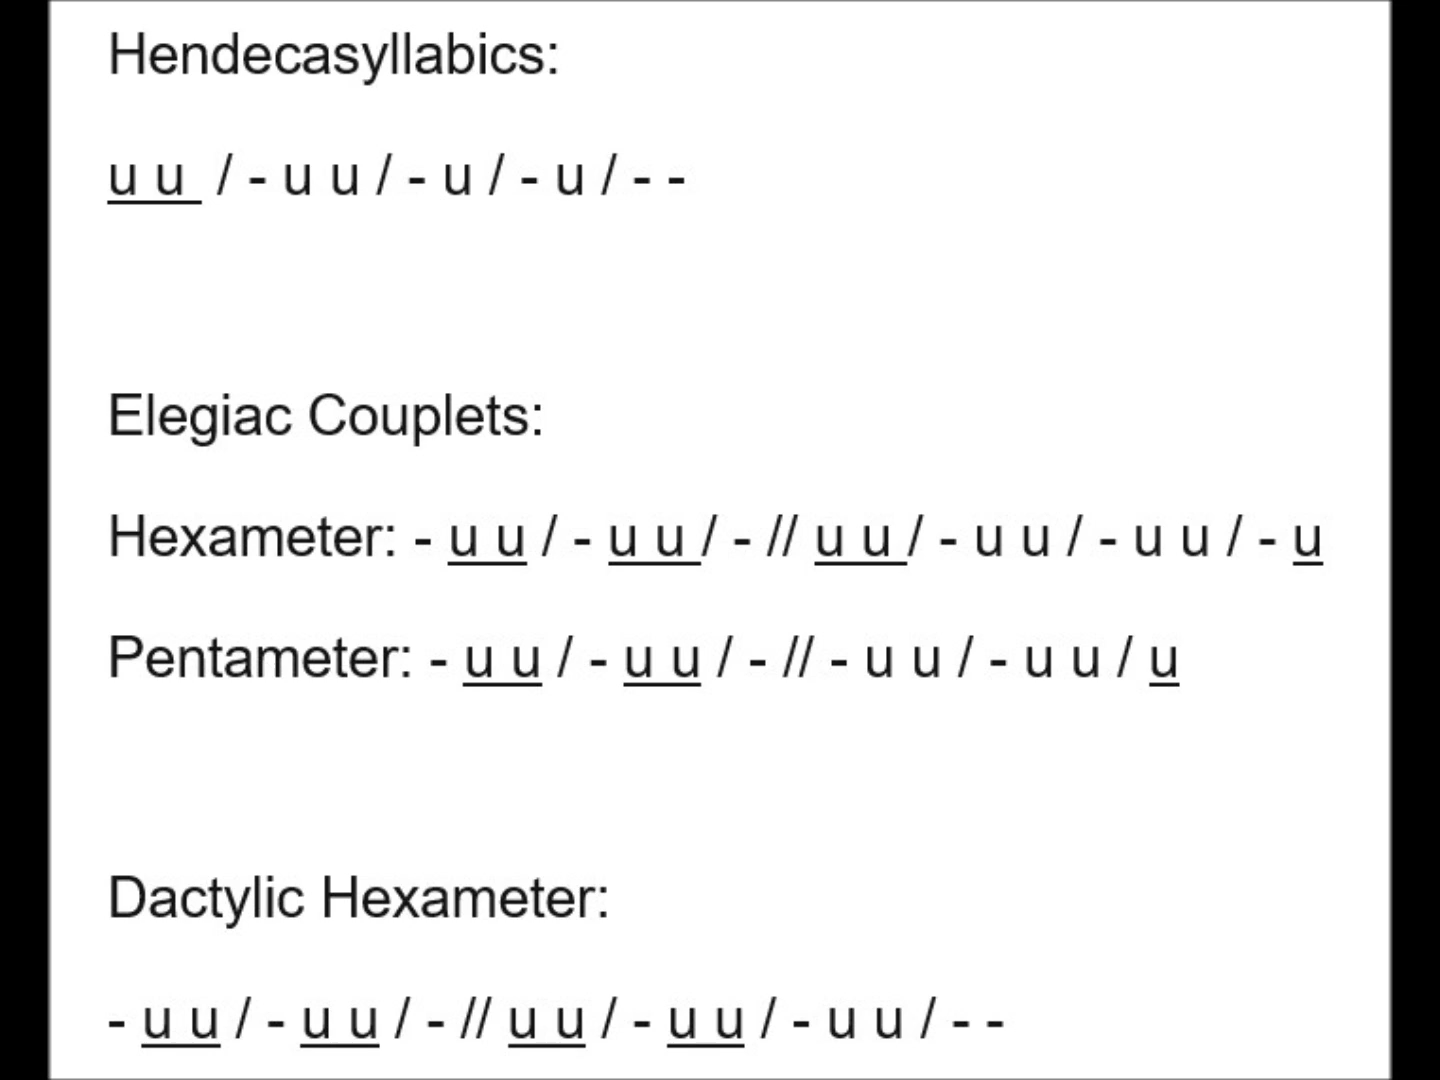 Hendecasyllabics:
u u / - u u / - u / - u / - -
Elegiac Couplets:
Hexameter: - u u / - u u / - // u u / - u u / - u u / - u
Pentameter: - u u / - u u / - // - u u / - u u / u
Dactylic Hexameter:
- u u / - u u / - // u u / - u u / - u u / - -